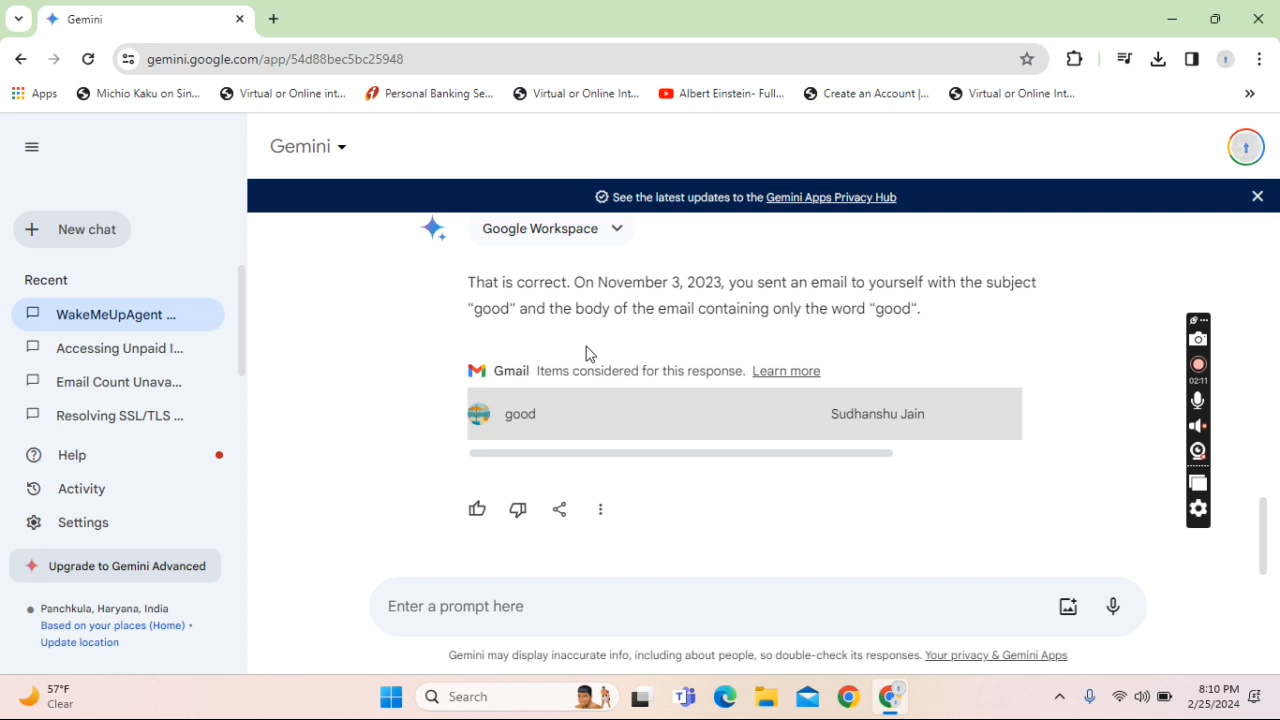 Gemini
gemini.google.com/app/54d88bec5bc25948
Apps
Michio Kaku on Sin...
Virtual or Online int...
Personal Banking Se...
Virtual or Online Int...
Albert Einstein- Full...
Create an Account |...
Virtual or Online Int...
»
Gemini
See the latest updates to the Gemini Apps Privacy Hub
+ New chat
Recent
WakeMeUpAgent ...
Accessing Unpaid I...
Email Count Unava...
Resolving SSL/TLS ...
Help
Activity
Settings
Upgrade to Gemini Advanced
Panchkula, Haryana, India
Based on your places (Home) •
Update location
Google Workspace
That is correct. On November 3, 2023, you sent an email to yourself with the subject
"good" and the body of the email containing only the word "good".
Gmail Items considered for this response. Learn more
good Sudhanshu Jain
02:11
Enter a prompt here
Gemini may display inaccurate info, including about people, so double-check its responses. Your privacy & Gemini Apps
57°F
Clear
Search
8:10 PM
2/25/2024